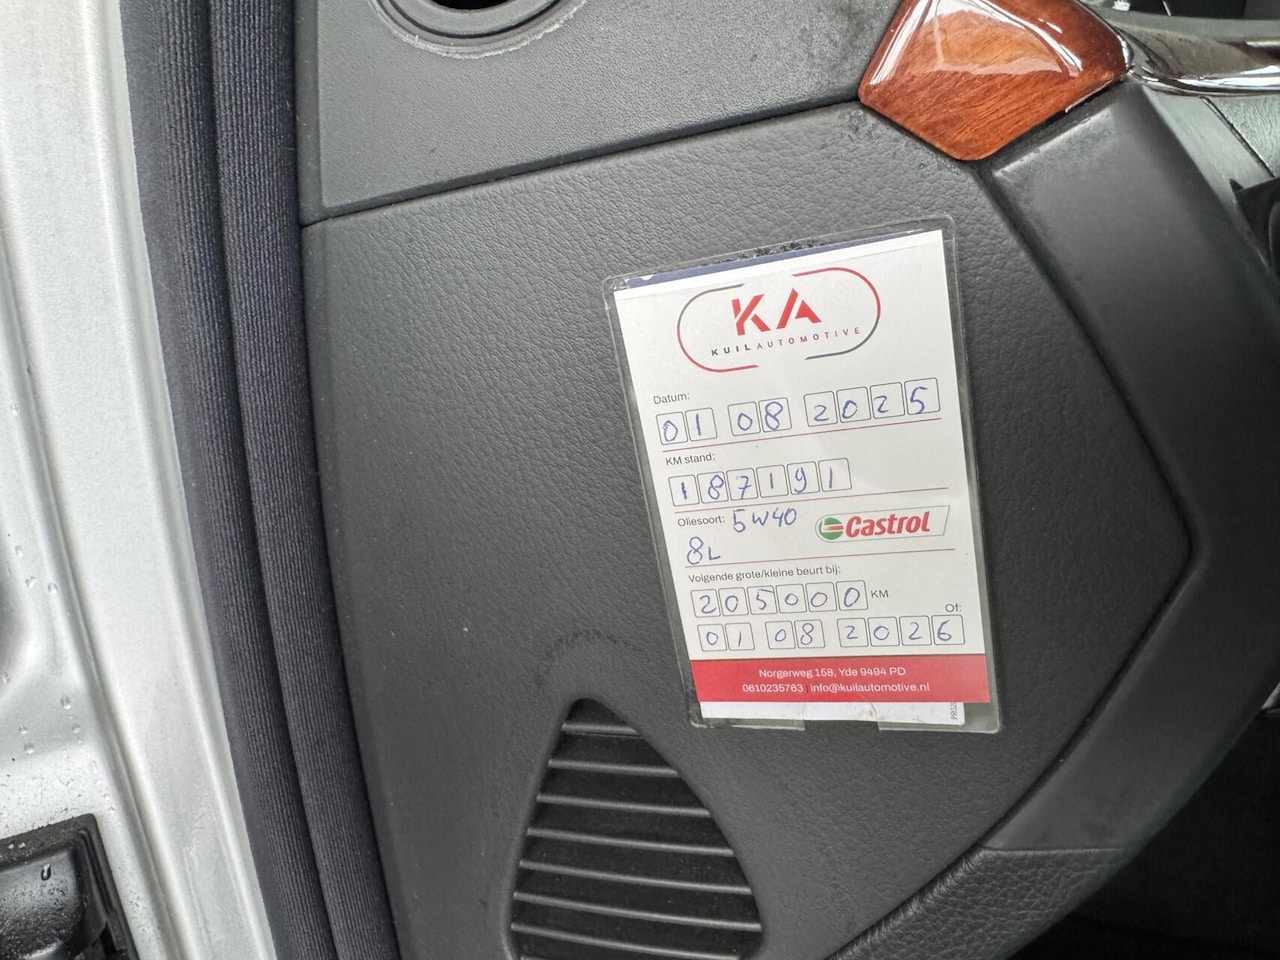 KA
KUILAUTOMOTIVE
Datum:
01 08 2025
KM stand:
187191
Oliesoort: 5W40
Castrol
8L
Volgende grote/kleine beurt bij:
205000 KM
Of:
01 08 2026
Norgerweg 158, Yde 9494 PD
0610235763 | info@kuilautomotive.nl